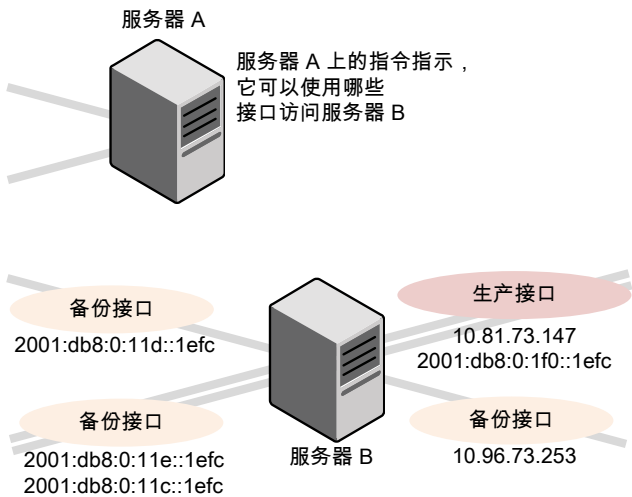 服务器 A
服务器 A 上的指令指示，
它可以使用哪些
接口访问服务器 B
备份接口
2001:db8:0:11d::1efc
生产接口
10.81.73.147
2001:db8:0:1f0::1efc
备份接口
2001:db8:0:11e::1efc
2001:db8:0:11c::1efc
服务器 B
备份接口
10.96.73.253